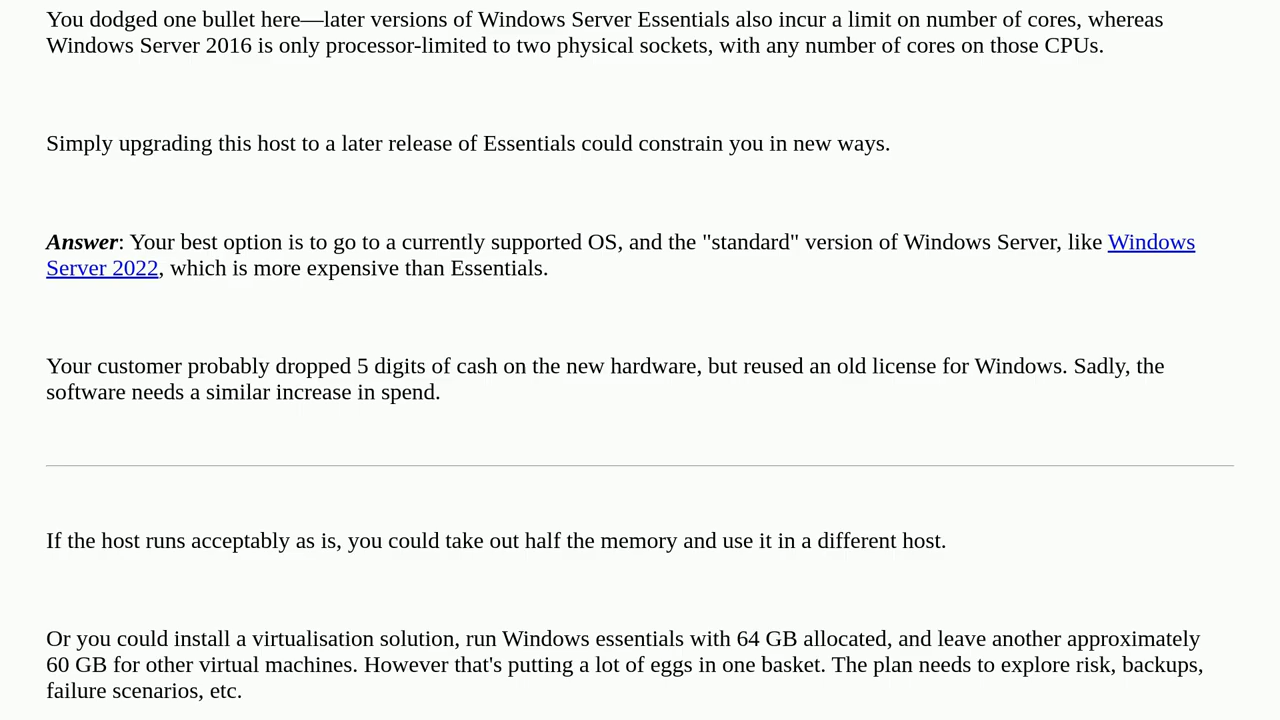 You dodged one bullet here—later versions of Windows Server Essentials also incur a limit on number of cores, whereas
Windows Server 2016 is only processor-limited to two physical sockets, with any number of cores on those CPUs.
Simply upgrading this host to a later release of Essentials could constrain you in new ways.
Answer: Your best option is to go to a currently supported OS, and the "standard" version of Windows Server, like Windows
Server 2022, which is more expensive than Essentials.
Your customer probably dropped 5 digits of cash on the new hardware, but reused an old license for Windows. Sadly, the
software needs a similar increase in spend.
If the host runs acceptably as is, you could take out half the memory and use it in a different host.
Or you could install a virtualisation solution, run Windows essentials with 64 GB allocated, and leave another approximately
60 GB for other virtual machines. However that's putting a lot of eggs in one basket. The plan needs to explore risk, backups,
failure scenarios, etc.